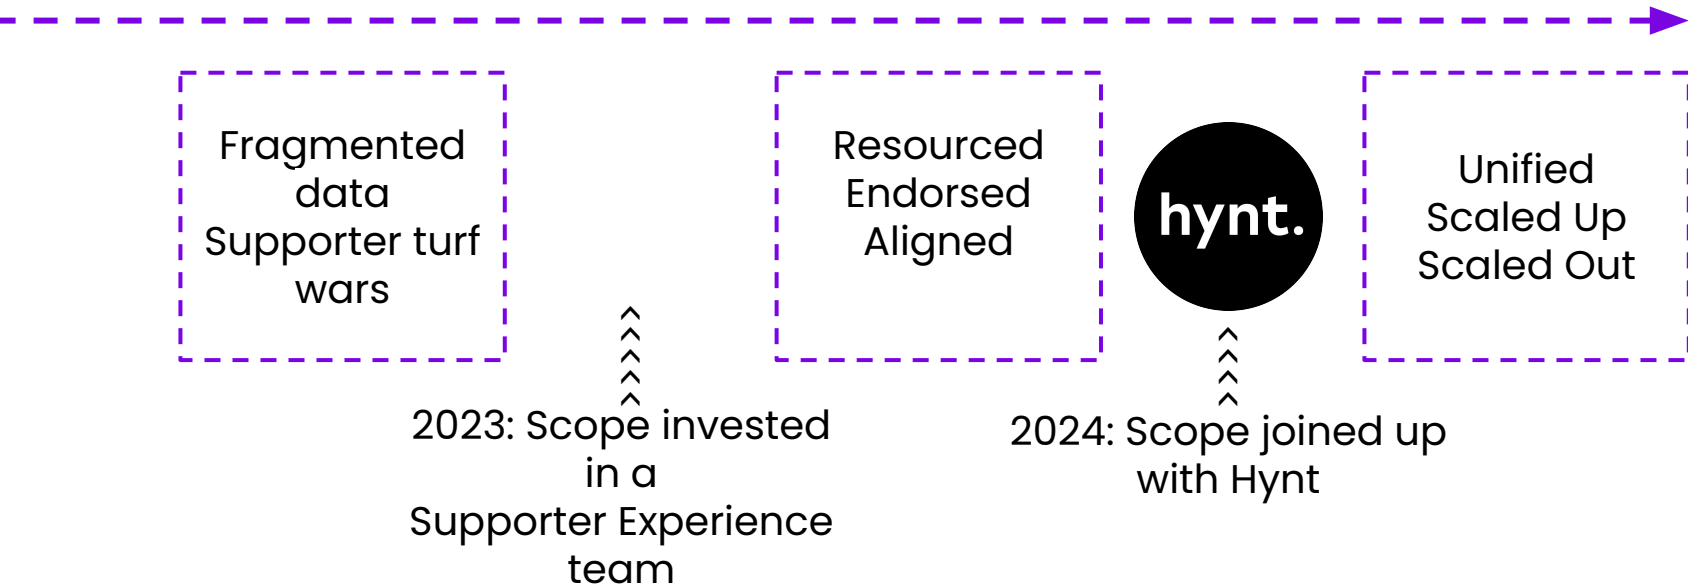 Fragmented
data
Supporter turf
wars
Resourced
Endorsed
Aligned
hynt.
Unified
Scaled Up
Scaled Out
2023: Scope invested
in a
Supporter Experience
team
2024: Scope joined up
with Hynt